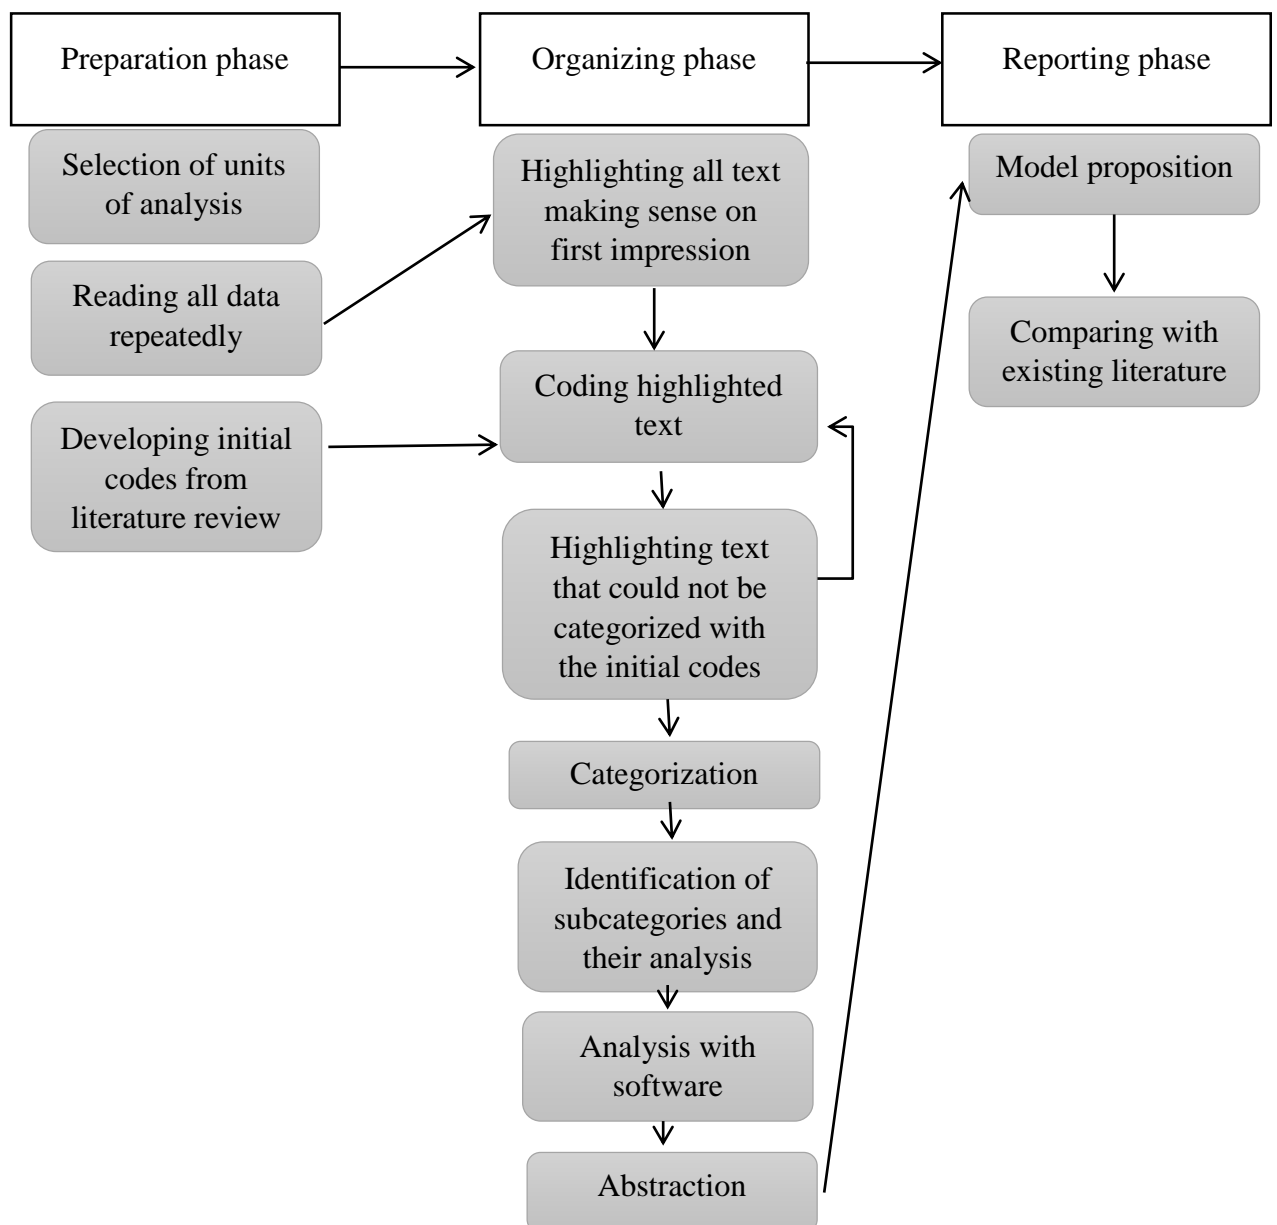 Preparation phase
Organizing phase
Reporting phase
Selection of units
of analysis
Reading all data
repeatedly
Developing initial
codes from
literature review
Highlighting all text
making sense on
first impression
Coding highlighted
text
Highlighting text
that could not be
categorized with
the initial codes
Categorization
Identification of
subcategories and
their analysis
Analysis with
software
Abstraction
Model proposition
Comparing with
existing literature